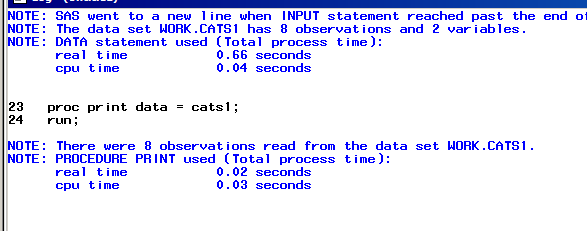 NOTE: SAS went to a new line when INPUT statement reached past the end
NOTE: The data set WORK.CATS1 has 8 observations and 2 variables.
NOTE: DATA statement used (Total process time):
real time 0.66 seconds
cpu time 0.04 seconds
23 proc print data = cats1;
24 run;
NOTE: There were 8 observations read from the data set WORK.CATS1.
NOTE: PROCEDURE PRINT used (Total process time):
real time 0.02 seconds
cpu time 0.03 seconds